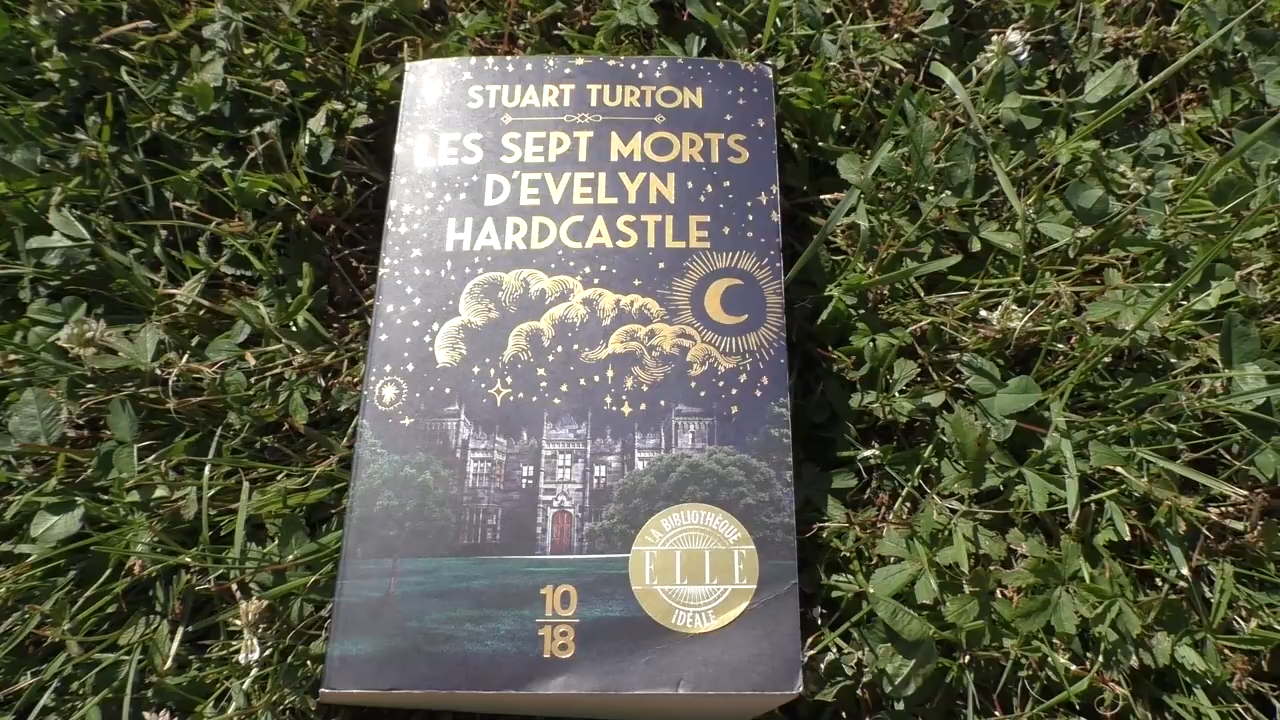 STUART TURTON
LES SEPT MORTS
D'EVELYN
HARDCASTLE
LA BIBLIOTHÈQUE
ELLE
IDÉALE
10
18